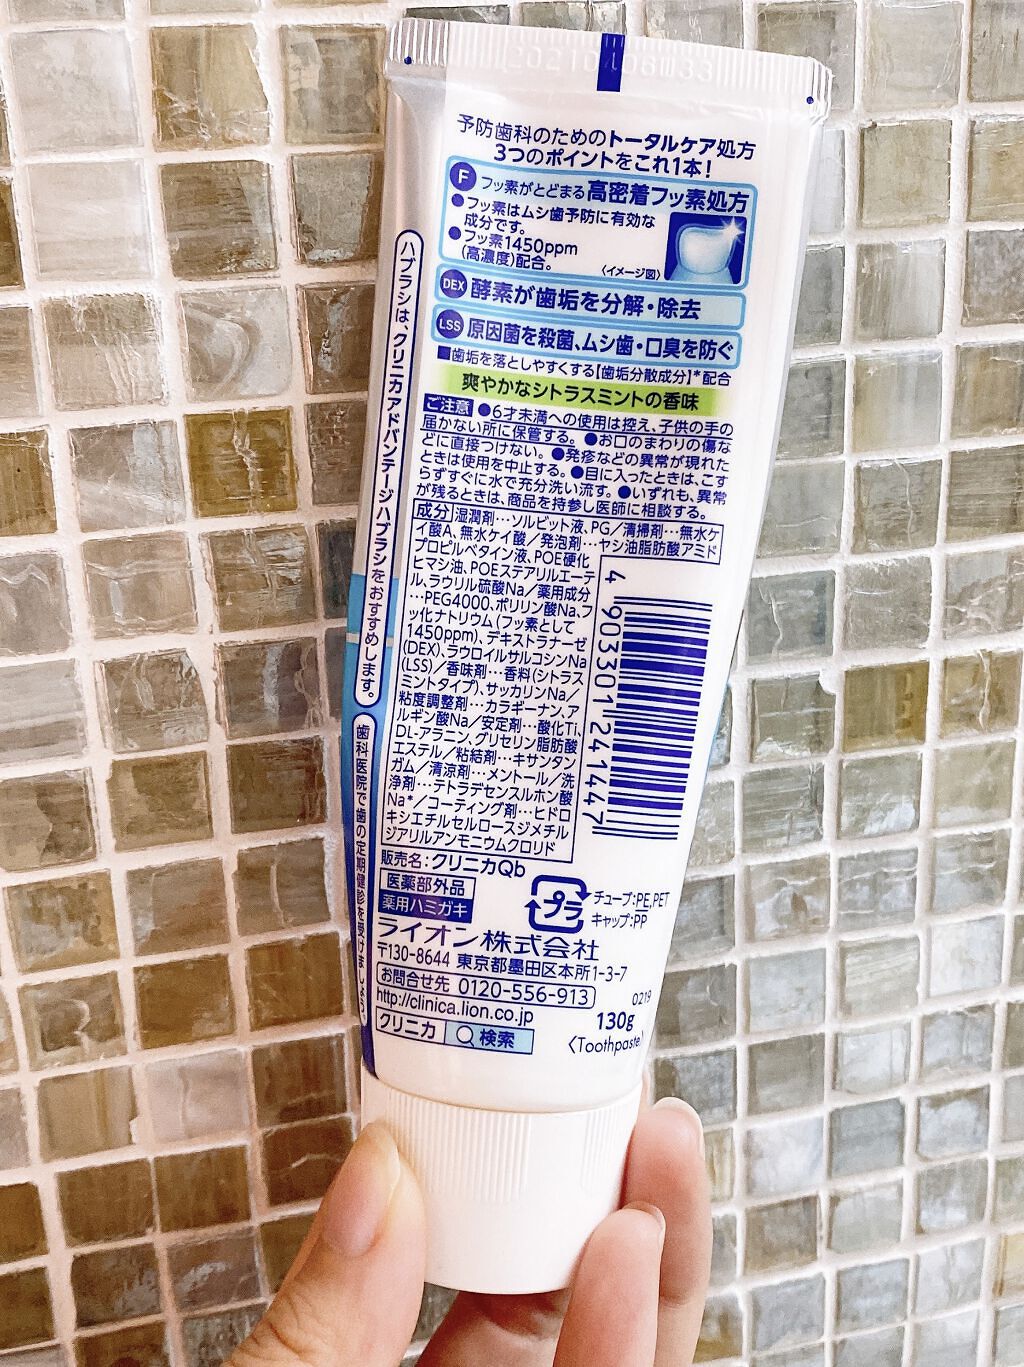 予防歯科のためのトータルケア処方
3つのポイントをこれ1本!
F フッ素がとどまる高密着フッ素処方
●フッ素はムシ歯予防に有効な
成分です。
●フッ素1450ppm
(高濃度)配合。
〈イメージ図〉
DEX 酵素が歯垢を分解・除去
LSS 原因菌を殺菌、ムシ歯・口臭を防ぐ
■歯垢を落としやすくする【歯垢分散成分】*配合
爽やかなシトラスミントの香味
ご注意 ●6才未満への使用は控え、子供の手の
届かない所に保管する。●お口のまわりの傷な
どに直接つけない。●発疹などの異常が現れた
ときは使用を中止する。●目に入ったときは、こす
らずすぐに水で充分洗い流す。●いずれも、異常
が残るときは、商品を持参し医師に相談する。
成分 湿潤剤…ソルビット液、PG/清掃剤…無水ケ
イ酸A、無水ケイ酸/発泡剤…ヤシ油脂肪酸アミド
プロピルベタイン液、POE硬化
ヒマシ油、POEステアリルエーテ
ル、ラウリル硫酸Na/薬用成分
…PEG4000、ポリリン酸Na、フ
ッ化ナトリウム(フッ素として
1450ppm)、デキストラナーゼ
(DEX)、ラウロイルサルコシンNa
(LSS)/香味剤…香料(シトラス
ミントタイプ)、サッカリンNa/
粘度調整剤…カラギーナン、ア
ルギン酸Na/安定剤…酸化Ti、
DL-アラニン、グリセリン脂肪酸
エステル/粘結剤…キサンタン
ガム/清涼剤…メントール/洗
浄剤…テトラデセンスルホン酸
Na*/コーティング剤…ヒドロ
キシエチルセルロースジメチル
ジアリルアンモニウムクロリド
4 903301 241447
販売名:クリニカQb
医薬部外品
薬用ハミガキ
プラ
チューブ:PE,PET
キャップ:PP
ライオン株式会社
〒130-8644 東京都墨田区本所1-3-7
お問合せ先 0120-556-913
http://clinica.lion.co.jp
クリニカ 検索
0219
130g
〈Toothpaste〉
ハブラシは、クリニカアドバンテージハブラシをおすすめします。
歯科医院で歯の定期健診を受けましょう。